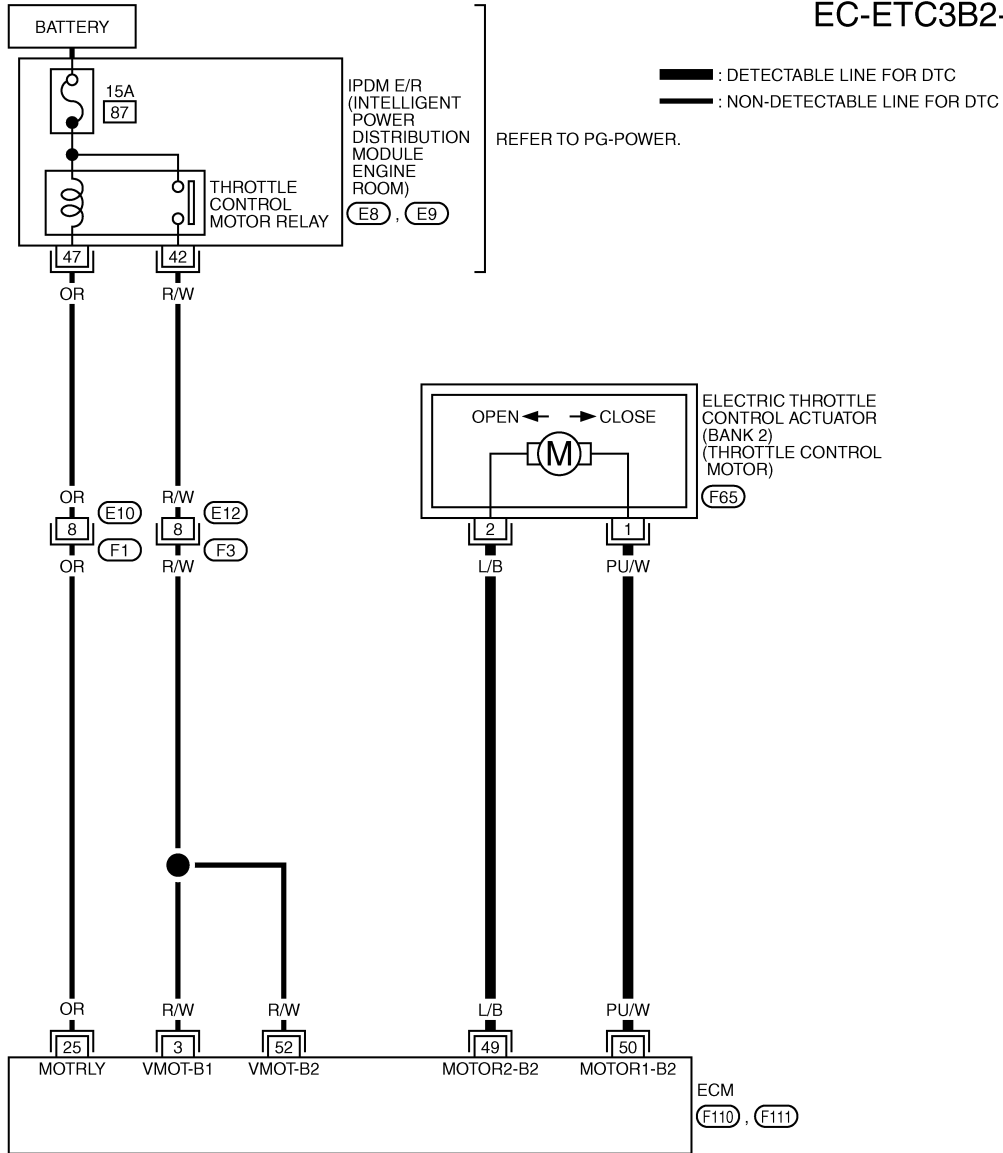 EC-ETC3B2-
BATTERY
: DETECTABLE LINE FOR DTC
: NON-DETECTABLE LINE FOR DTC
15A
87
IPDM E/R
(INTELLIGENT
POWER
DISTRIBUTION
MODULE
ENGINE
ROOM)
E8 , E9
REFER TO PG-POWER.
THROTTLE
CONTROL
MOTOR RELAY
47
42
OR
R/W
OPEN
CLOSE
M
ELECTRIC THROTTLE
CONTROL ACTUATOR
(BANK 2)
(THROTTLE CONTROL
MOTOR)
F65
OR
R/W
8
E10
8
E12
F1
F3
OR
R/W
2
1
L/B
PU/W
OR
R/W
R/W
L/B
PU/W
25
3
52
49
50
MOTRLY
VMOT-B1
VMOT-B2
MOTOR2-B2
MOTOR1-B2
ECM
F110 , F111